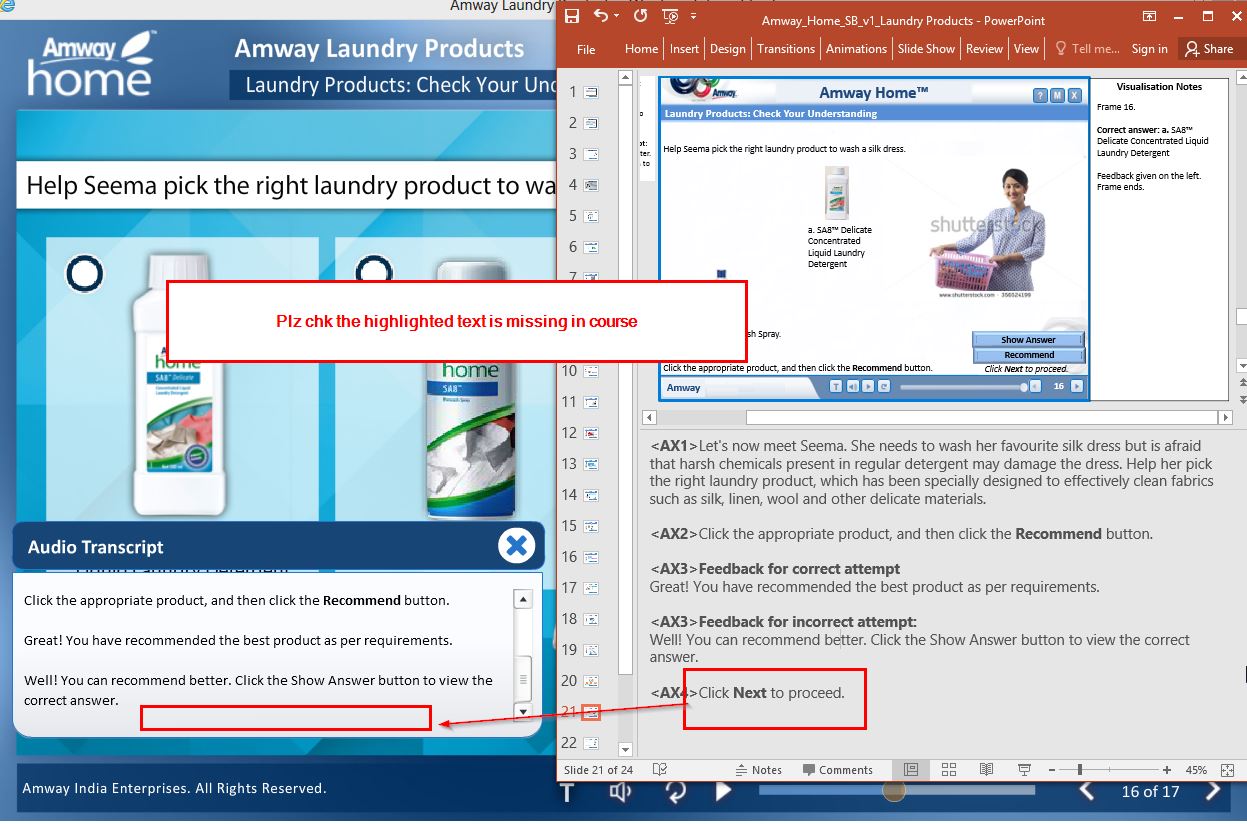 Amway Laundry
Amway
home
Amway Laundry Products
Laundry Products: Check Your Und
Help Seema pick the right laundry product to wa
home
SA8™ Delicate
home
SA8™
Plz chk the highlighted text is missing in course
Audio Transcript
Click the appropriate product, and then click the Recommend button.
Great! You have recommended the best product as per requirements.
Well! You can recommend better. Click the Show Answer button to view the
correct answer.
Amway India Enterprises. All Rights Reserved.
T
16 of 17
Amway_Home_SB_v1_Laundry Products - PowerPoint
File Home Insert Design Transitions Animations Slide Show Review View Tell me... Sign in Share
1
2
3
4
5
6
7
10
11
12
13
14
15
16
17
18
19
20
21
22
Amway
Amway Home™
? M X
Laundry Products: Check Your Understanding
Help Seema pick the right laundry product to wash a silk dress.
a. SA8™ Delicate
Concentrated
Liquid Laundry
Detergent
shutterstock
www.shutterstock.com · 356524199
sh Spray.
Show Answer
Recommend
Click the appropriate product, and then click the Recommend button.
Click Next to proceed.
Amway
T
16
Visualisation Notes
Frame 16.
Correct answer: a. SA8™
Delicate Concentrated Liquid
Laundry Detergent
Feedback given on the left.
Frame ends.
<AX1>Let's now meet Seema. She needs to wash her favourite silk dress but is afraid
that harsh chemicals present in regular detergent may damage the dress. Help her pick
the right laundry product, which has been specially designed to effectively clean fabrics
such as silk, linen, wool and other delicate materials.
<AX2>Click the appropriate product, and then click the Recommend button.
<AX3>Feedback for correct attempt
Great! You have recommended the best product as per requirements.
<AX3>Feedback for incorrect attempt:
Well! You can recommend better. Click the Show Answer button to view the correct
answer.
<AX4>Click Next to proceed.
Slide 21 of 24
Notes
Comments
45%